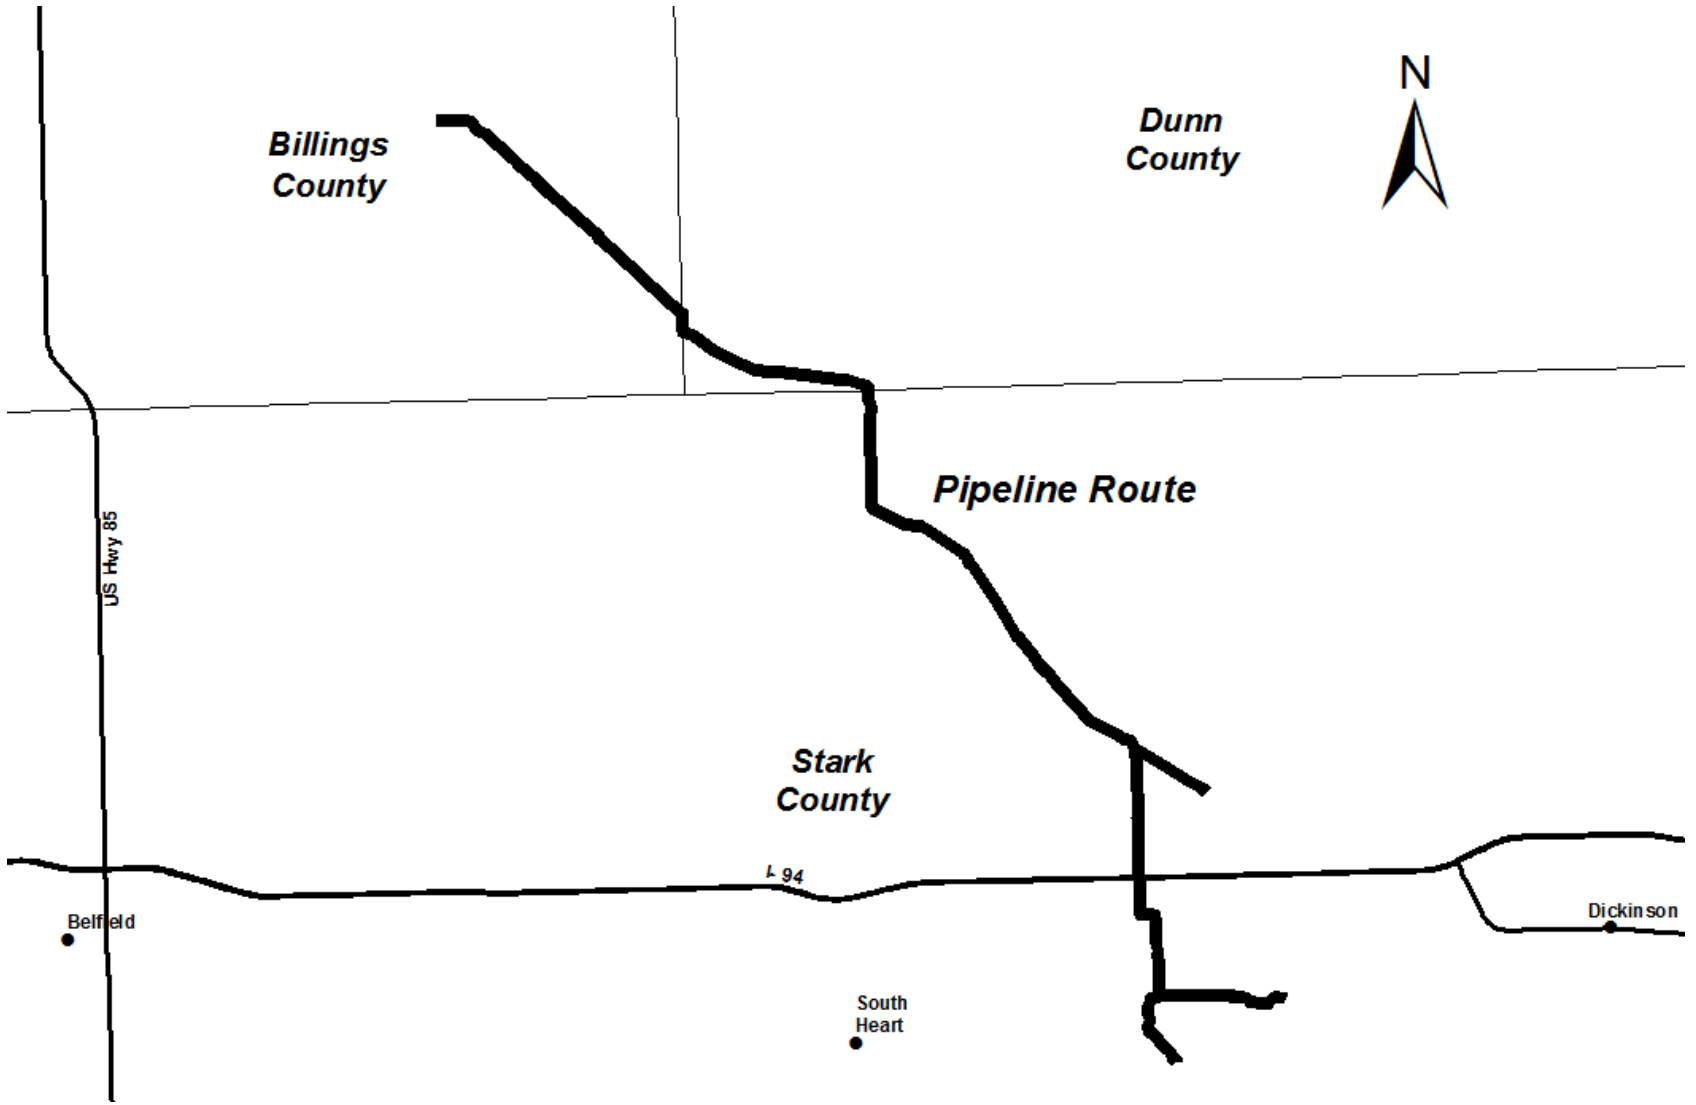 N
Billings
County
Dunn
County
Pipeline Route
US Hwy 85
Stark
County
I- 94
Belfield
Dickinson
South
Heart